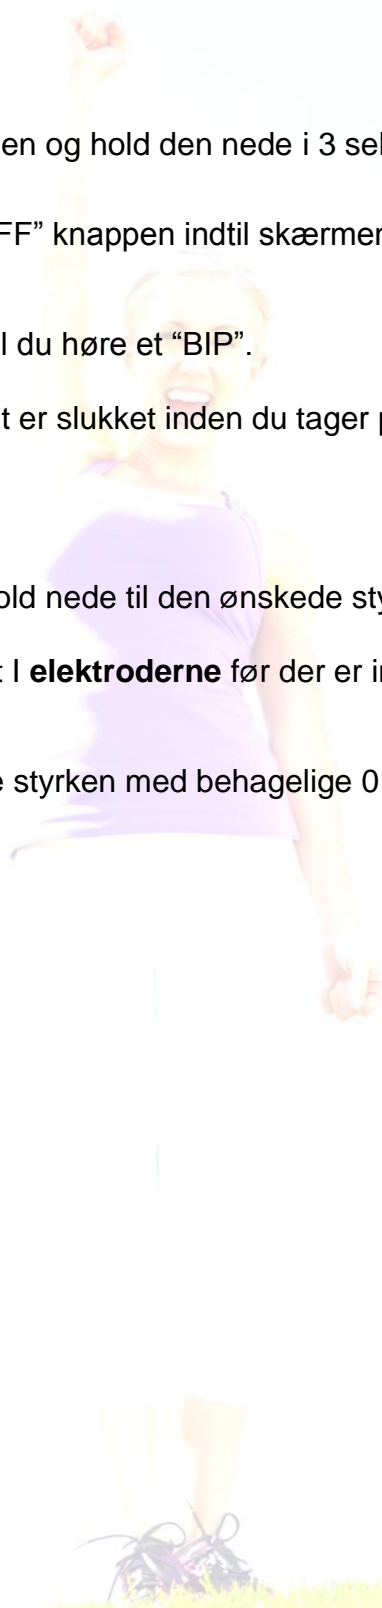 en og hold den nede i 3 sel
FF” knappen indtil skærmen
l du høre et “BIP”.
t er slukket inden du tager p
old nede til den ønskede sty
t I elektroderne før der er in
e styrken med behagelige 0.